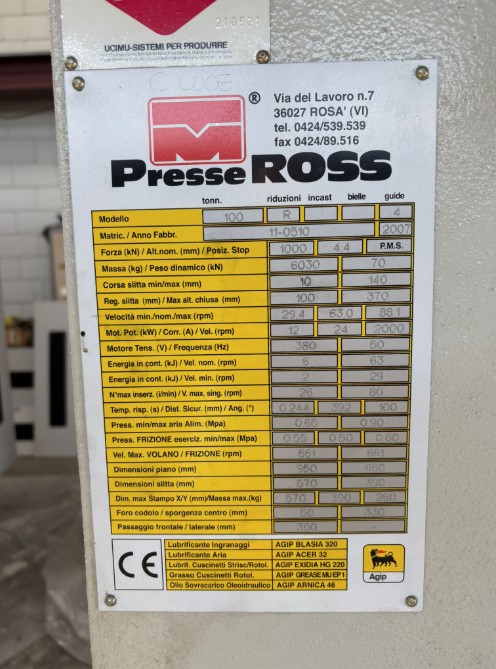 210521
UCIMU-SISTEMI PER PRODURRE
®
Via del Lavoro n.7
36027 ROSA' (VI)
tel. 0424/539.539
fax 0424/89.516
Presse ROSS
tonn. riduzioni incast bielle guide
Modello 100 R 4
Matric. / Anno Fabbr. 11-0510 2007
Forza (kN) / Alt.nom. (mm) / Posiz. Stop 1000 4.4 P.M.S.
Massa (kg) / Peso dinamico (kN) 6030 70
Corsa slitta min/max (mm) 10 140
Reg. slitta (mm) / Max alt. chiusa (mm) 100 370
Velocità min./nom./max (rpm) 29.4 63.0 88.1
Mot. Pot. (kW) / Corr. (A) / Vel. (rpm) 12 24 2000
Motore Tens. (V) / Frequenza (Hz) 380 50
Energia in cont. (kJ) / Vel. nom. (rpm) 6 63
Energia in cont. (kJ) / Vel. min. (rpm) 2 29
N°max inserz. (i/min) / V. max. sing. (rpm) 26 80
Temp. risp. (s) / Dist. Sicur. (mm) / Ang. (°) 0.244 392 100
Press. min/max aria Alim. (Mpa) 0.65 0.90
Press. FRIZIONE eserciz. min/max (Mpa) 0.55 0.50 0.60
Vel. Max. VOLANO / FRIZIONE (rpm) 661 661
Dimensioni piano (mm) 950 650
Dimensioni slitta (mm) 570 390
Dim. max Stampo X/Y (mm)/Massa max.(kg) 570 390 260
Foro codolo / sporgenza centro (mm) 50 330
Passaggio frontale / laterale (mm) 350 -
CE
Lubrificante Ingranaggi AGIP BLASIA 320
Lubrificante Aria AGIP ACER 32
Lubrif. Cuscinetti Strisc/Rotol. AGIP EXIDIA HG 220
Grasso Cuscinetti Rotol. AGIP GREASE MU EP1
Olio Sovracarico Oleoidraulico AGIP ARNICA 46
Agip